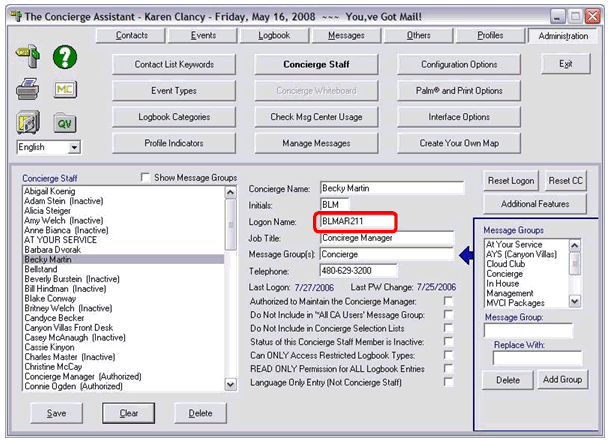 The Concierge Assistant - Karen Clancy - Friday, May 16, 2008 ~~~ You,ve Got Mail!
Contacts Events Logbook Messages Others Profiles Administration
Contact List Keywords Concierge Staff Configuration Options Exit
MC Event Types Concierge Whiteboard Palm® and Print Options
QV Logbook Categories Check Msg Center Usage Interface Options
English Profile Indicators Manage Messages Create Your Own Map
Concierge Staff Show Message Groups
Abigail Koenig
Adam Stein (Inactive)
Alicia Steiger
Amy Welch (Inactive)
Anne Bianca (Inactive)
AT YOUR SERVICE
Barbara Dvorak
Becky Martin
Bellstand
Beverly Burstein (Inactive)
Bill Hindman (Inactive)
Blake Conway
Britney Welch (Inactive)
Candyce Becker
Canyon Villas Front Desk
Casey McAnaugh (Inactive)
Cassie Kinyon
Charles Master (Inactive)
Christine McCay
Concierge Manager (Authorized)
Connie Ogden (Authorized)
Save Clear Delete
Concierge Name: Becky Martin
Initials: BLM
Logon Name: BLMAR211
Job Title: Concirege Manager
Message Group(s): Concierge
Telephone: 480-629-3200
Last Logon: 7/27/2006 Last PW Change: 7/25/2006
Authorized to Maintain the Concierge Manager:
Do Not Include in "All CA Users' Message Group:
Do Not Include in Concierge Selection Lists
Status of this Concierge Staff Member is Inactive:
Can ONLY Access Restricted Logbook Types:
READ ONLY Permission for ALL Logbook Entries
Language Only Entry (Not Concierge Staff)
Reset Logon Reset CC
Additional Features
Message Groups
At Your Service
AYS (Canyon Villas)
Cloud Club
Concierge
In House
Management
MVCI Packages
Message Group:
Replace With:
Delete Add Group